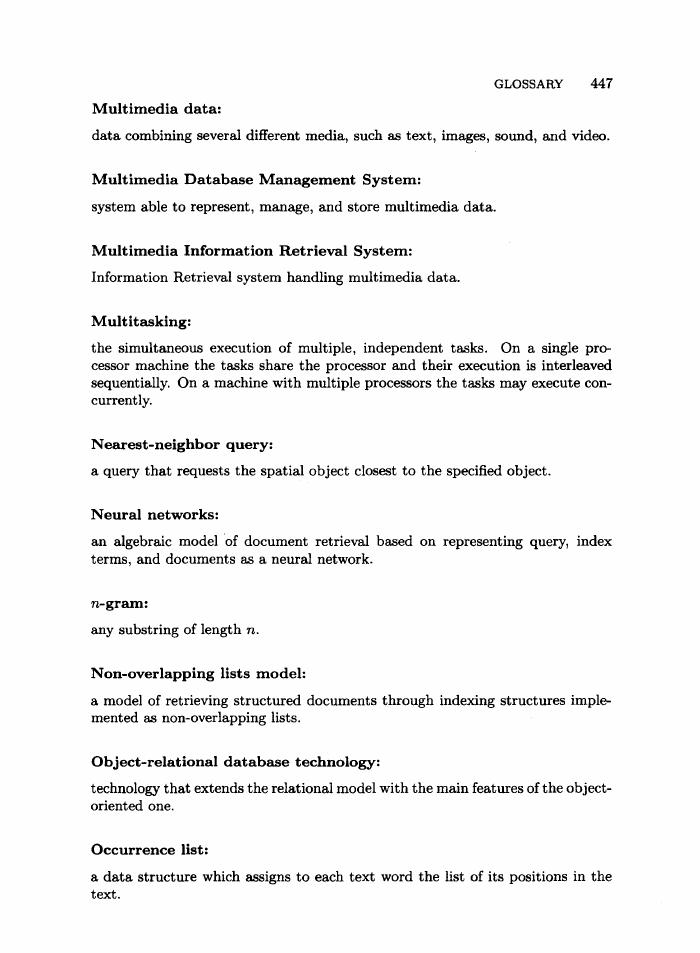 GLOSSARY 447
Multimedia data:
data combining several different media, such as text, images, sound, and video.
Multimedia Database Management System:
system able to represent, manage, and store multimedia data.
Multimedia Information Retrieval System:
Information Retrieval system handling multimedia data.
Multitasking:
the simultaneous execution of multiple, independent tasks. On a single pro-
cessor machine the tasks share the processor and their execution is interleaved
sequentially. On a machine with multiple processors the tasks may execute con-
currently.
Nearest-neighbor query:
a query that requests the spatial object closest to the specified object.
Neural networks:
an algebraic model of document retrieval based on representing query, index
terms, and documents as a neural network.
n-gram:
any substring of length n.
Non-overlapping lists model:
a model of retrieving structured documents through indexing structures imple-
mented as non-overlapping lists.
Object-relational database technology:
technology that extends the relational model with the main features of the object-
oriented one.
Occurrence list:
a data structure which assigns to each text word the list of its positions in the
text.